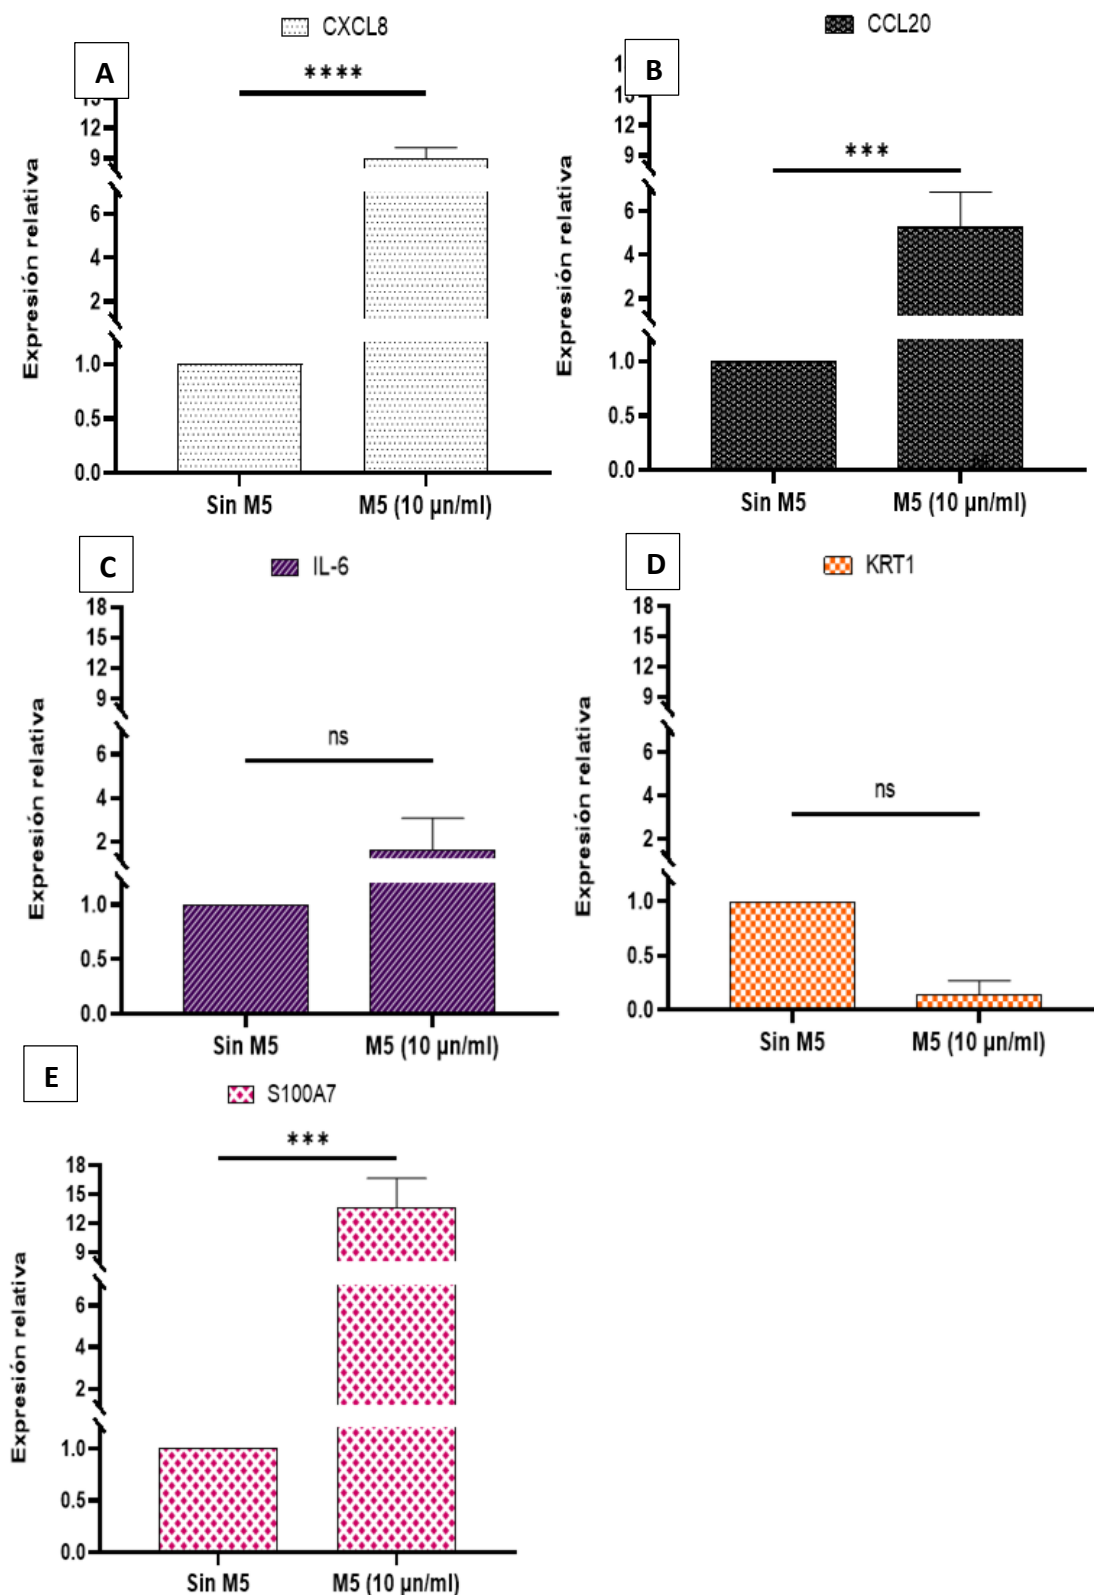 CXCL8
A
****
12
9
6
4
2
1.0
0.5
0.0
Expresión relativa
Sin M5
M5 (10 µn/ml)
CCL20
B
***
12
9
6
4
2
1.0
0.5
0.0
Expresión relativa
Sin M5
M5 (10 µn/ml)
IL-6
C
ns
18
15
12
9
6
4
2
1.0
0.5
0.0
Expresión relativa
Sin M5
M5 (10 µn/ml)
KRT1
D
ns
18
15
12
9
6
4
2
1.0
0.5
0.0
Expresión relativa
Sin M5
M5 (10 µn/ml)
E
S100A7
***
18
15
12
9
6
4
2
1.0
0.5
0.0
Expresión relativa
Sin M5
M5 (10 µn/ml)